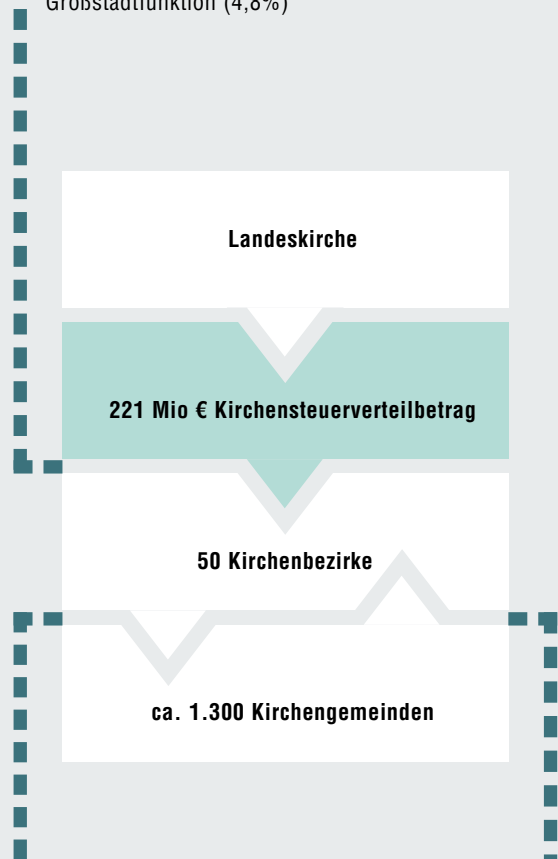 Großstadtfunktion (4,8%)
Landeskirche
221 Mio € Kirchensteuerverteilbetrag
50 Kirchenbezirke
ca. 1.300 Kirchengemeinden